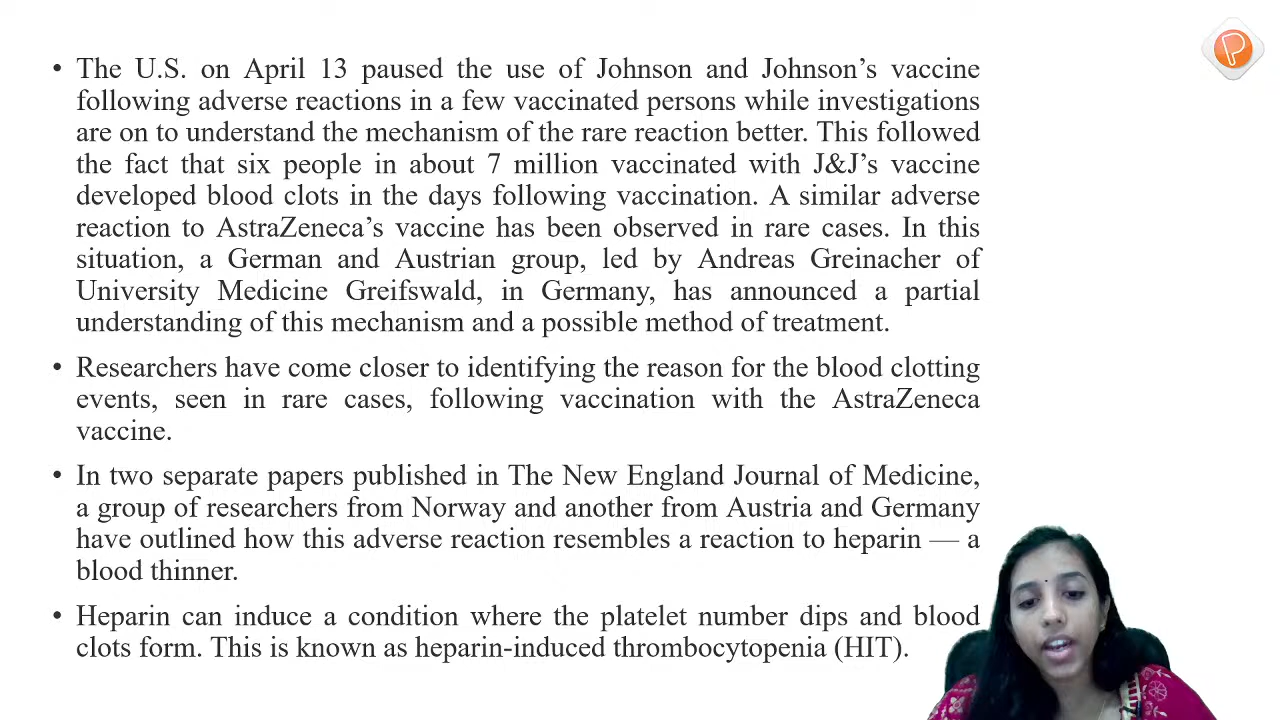 • The U.S. on April 13 paused the use of Johnson and Johnson’s vaccine
following adverse reactions in a few vaccinated persons while investigations
are on to understand the mechanism of the rare reaction better. This followed
the fact that six people in about 7 million vaccinated with J&J’s vaccine
developed blood clots in the days following vaccination. A similar adverse
reaction to AstraZeneca’s vaccine has been observed in rare cases. In this
situation, a German and Austrian group, led by Andreas Greinacher of
University Medicine Greifswald, in Germany, has announced a partial
understanding of this mechanism and a possible method of treatment.
• Researchers have come closer to identifying the reason for the blood clotting
events, seen in rare cases, following vaccination with the AstraZeneca
vaccine.
• In two separate papers published in The New England Journal of Medicine,
a group of researchers from Norway and another from Austria and Germany
have outlined how this adverse reaction resembles a reaction to heparin — a
blood thinner.
• Heparin can induce a condition where the platelet number dips and blood
clots form. This is known as heparin-induced thrombocytopenia (HIT).
P